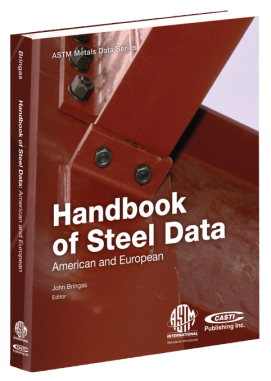 ASTM Metals Data Series
Handbook
of Steel Data
American and European
John Bringas
Editor
ASTM
INTERNATIONAL
CASTI
Publishing Inc.
Bringas
Handbook of Steel Data: American and European